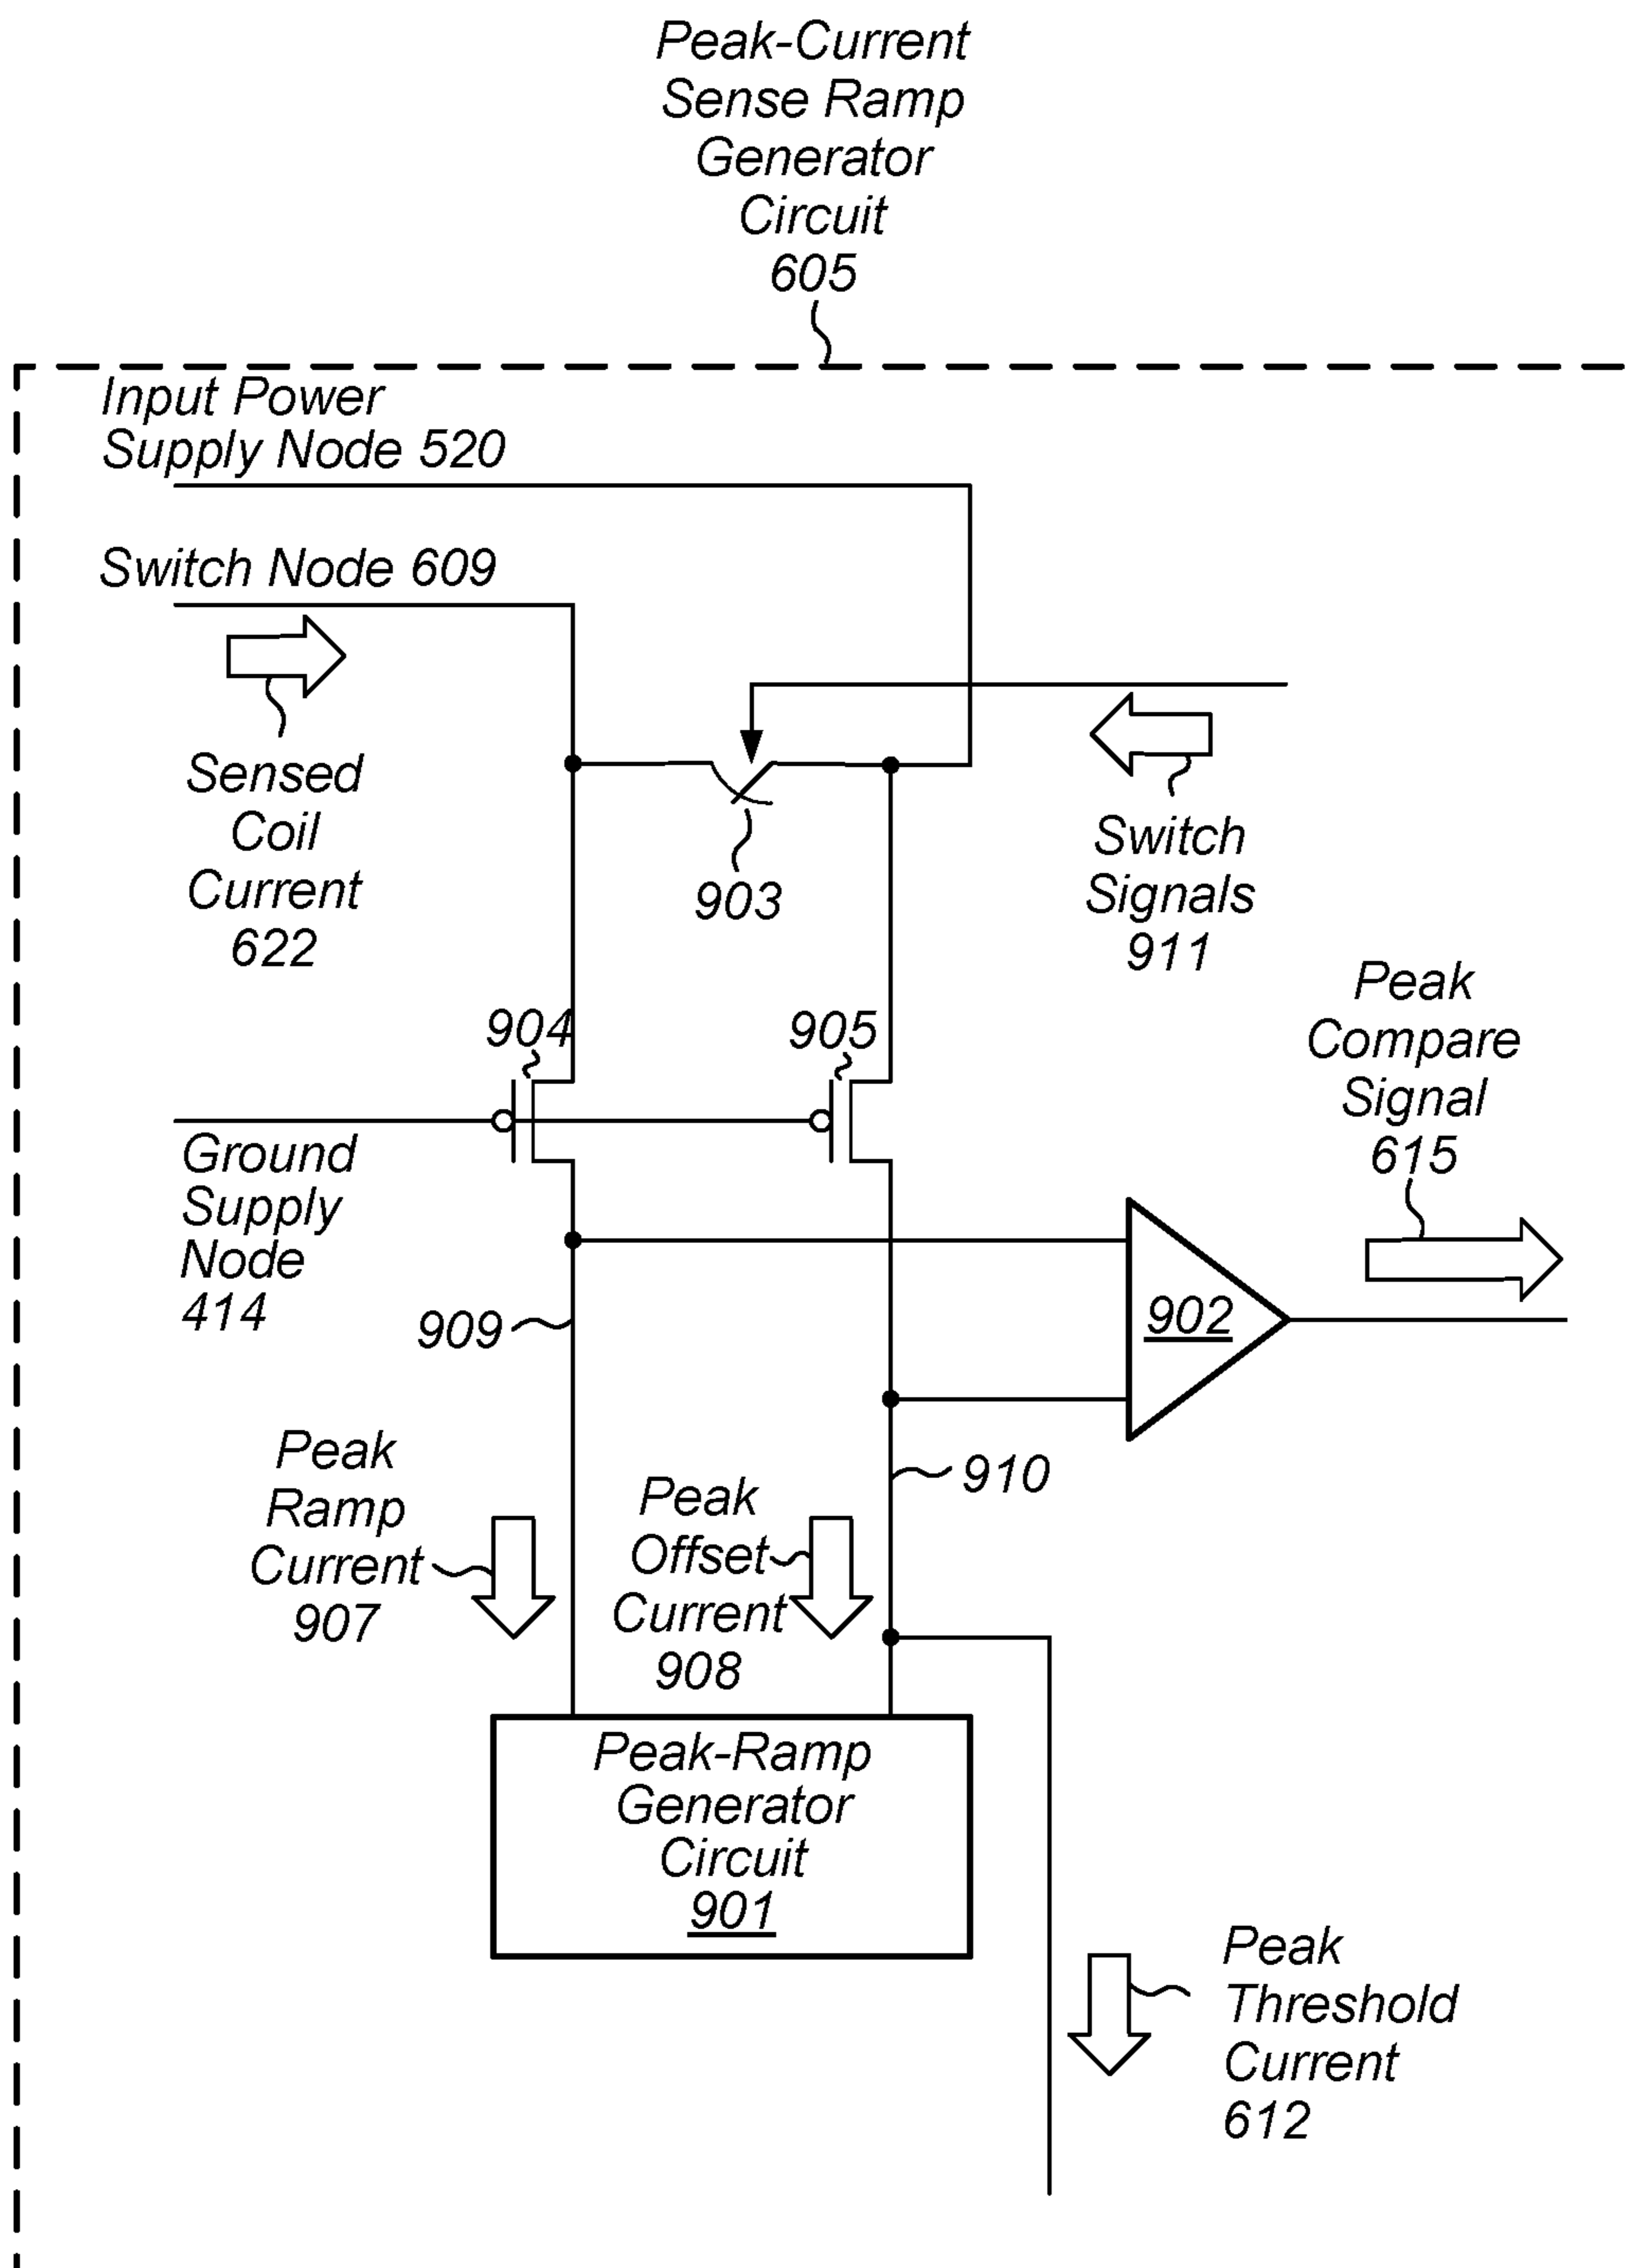 Peak-Current
Sense Ramp
Generator
Circuit
605
Input Power
Supply Node 520
Switch Node 609
Sensed
Coil
Current
622
903
Switch
Signals
911
904
905
Peak
Compare
Signal
615
Ground
Supply
Node
414
902
909
910
Peak
Ramp
Current
907
Peak
Offset
Current
908
Peak-Ramp
Generator
Circuit
901
Peak
Threshold
Current
612